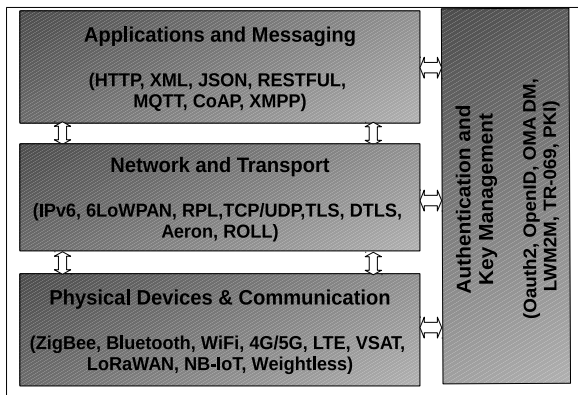 Applications and Messaging
(HTTP, XML, JSON, RESTFUL,
MQTT, CoAP, XMPP)
Network and Transport
(IPv6, 6LoWPAN, RPL,TCP/UDP,TLS, DTLS,
Aeron, ROLL)
Physical Devices & Communication
(ZigBee, Bluetooth, WiFi, 4G/5G, LTE, VSAT,
LoRaWAN, NB-IoT, Weightless)
Authentication and
Key Management
(Oauth2, OpenID, OMA DM,
LWM2M, TR-069, PKI)